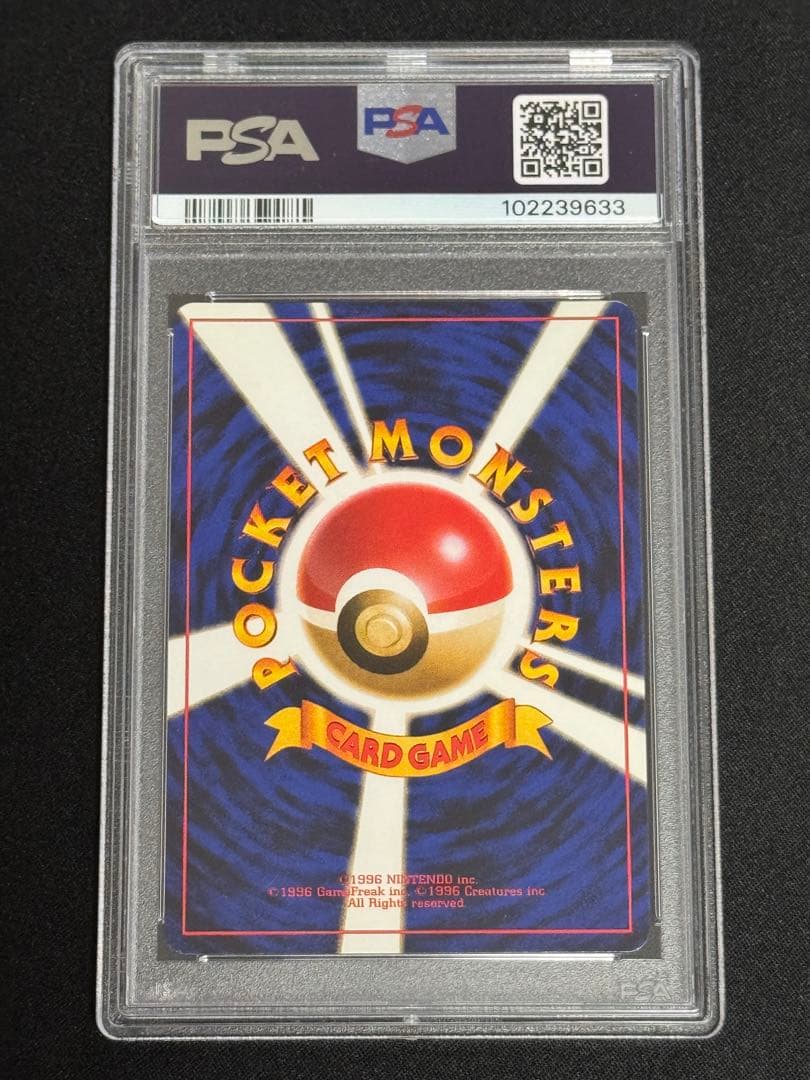 PSA
PSA
102239633
POCKET MONSTERS
CARD GAME
©1996 NINTENDO inc.
©1996 GameFreak inc. ©1996 Creatures inc.
All Rights reserved.
PSA